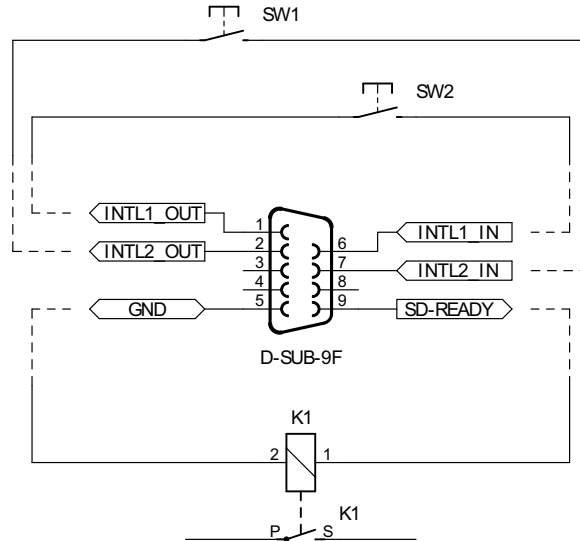 SW1
SW2
INTL1_OUT 1 6 INTL1_IN
INTL2_OUT 2 7 INTL2_IN
3 8
4
GND 5 9 SD-READY
D-SUB-9F
K1
2 1
K1
P S